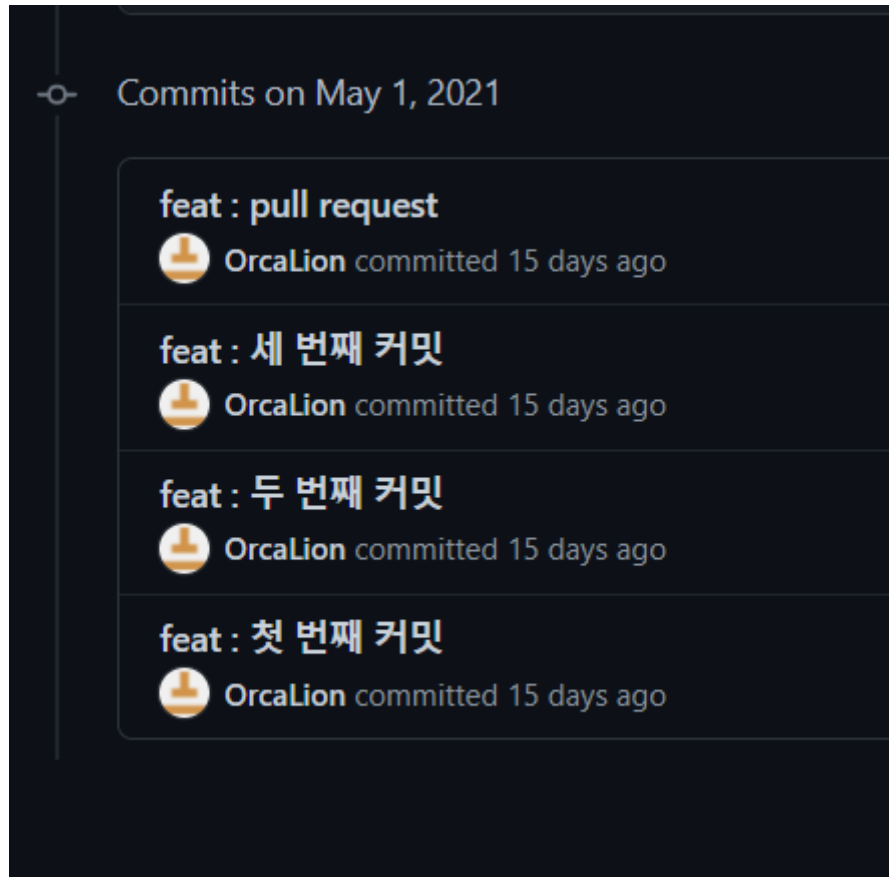 Commits on May 1, 2021
feat : pull request
OrcaLion committed 15 days ago
feat : 세 번째 커밋
OrcaLion committed 15 days ago
feat : 두 번째 커밋
OrcaLion committed 15 days ago
feat : 첫 번째 커밋
OrcaLion committed 15 days ago